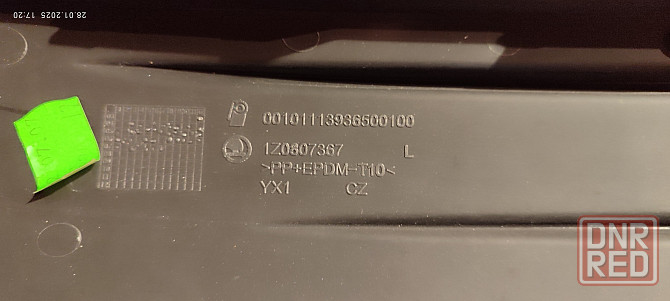 28.01.2025 17:20
00101113936500100
1Z0807367 L
>PP+EPDM-T10<
YX1 CZ
DNR
RED